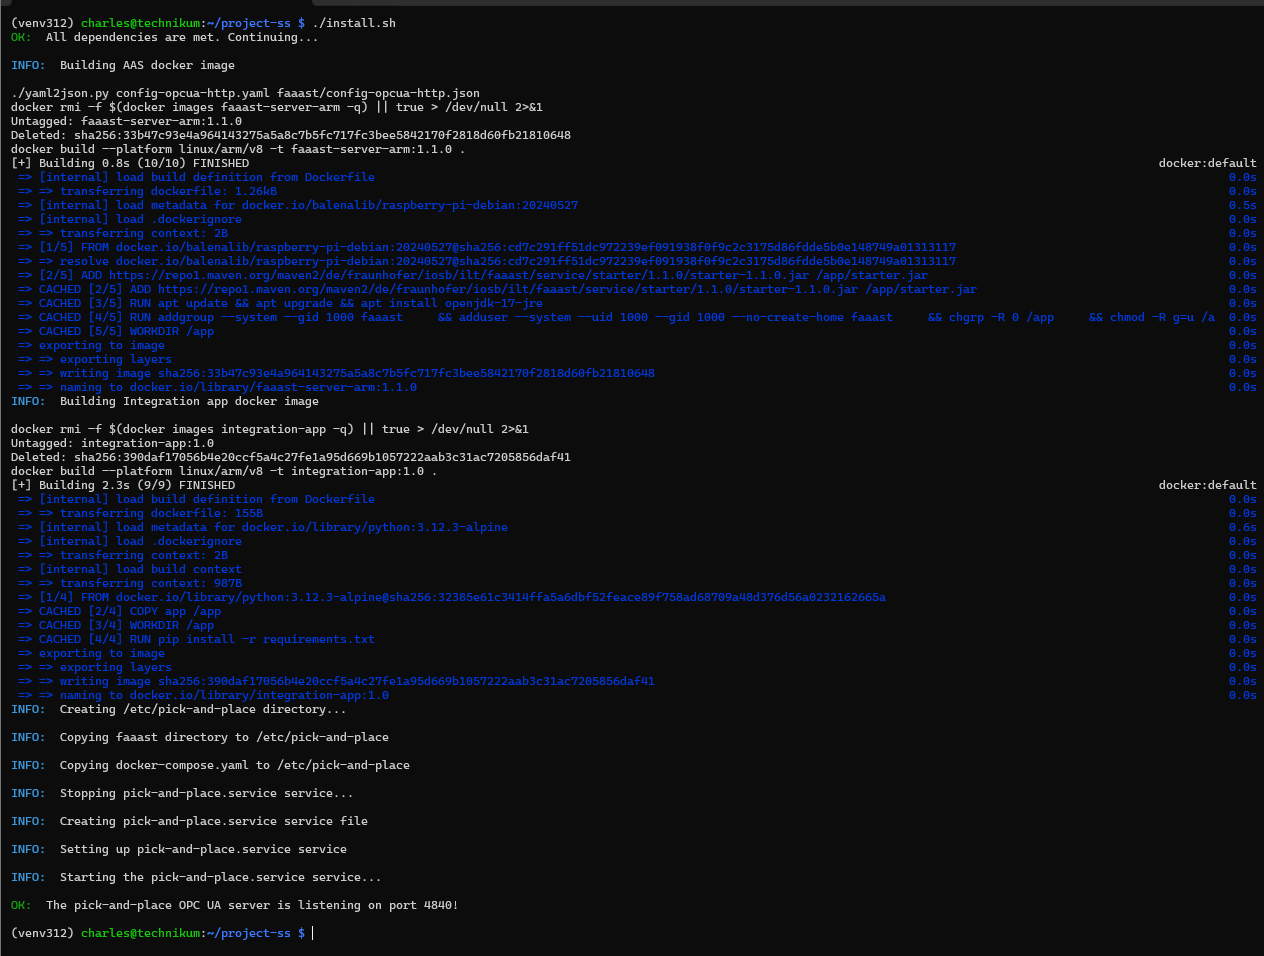 (venv312) charles@technikum:~/project-ss $ ./install.sh
OK:  All dependencies are met. Continuing...
INFO:  Building AAS docker image
./yaml2json.py config-opcua-http.yaml faaast/config-opcua-http.json
docker rmi -f $(docker images faaast-server-arm -q) || true > /dev/null 2>&1
Untagged: faaast-server-arm:1.1.0
Deleted: sha256:33b47c93e4a964143275a5a8c7b5fc717fc3bee5842170f2818d60fb21810648
docker build --platform linux/arm/v8 -t faaast-server-arm:1.1.0 .
[+] Building 0.8s (10/10) FINISHED docker:default
=> [internal] load build definition from Dockerfile 0.0s
=> => transferring dockerfile: 1.26kB 0.0s
=> [internal] load metadata for docker.io/balenalib/raspberry-pi-debian:20240527 0.5s
=> [internal] load .dockerignore 0.0s
=> => transferring context: 2B 0.0s
=> [1/5] FROM docker.io/balenalib/raspberry-pi-debian:20240527@sha256:cd7c291ff51dc972239ef091938f0f9c2c3175d86fdde5b0e148749a01313117 0.0s
=> => resolve docker.io/balenalib/raspberry-pi-debian:20240527@sha256:cd7c291ff51dc972239ef091938f0f9c2c3175d86fdde5b0e148749a01313117 0.0s
=> [2/5] ADD https://repo1.maven.org/maven2/de/fraunhofer/iosb/ilt/faaast/service/starter/1.1.0/starter-1.1.0.jar /app/starter.jar 0.0s
=> CACHED [2/5] ADD https://repo1.maven.org/maven2/de/fraunhofer/iosb/ilt/faaast/service/starter/1.1.0/starter-1.1.0.jar /app/starter.jar 0.0s
=> CACHED [3/5] RUN apt update && apt upgrade && apt install openjdk-17-jre 0.0s
=> CACHED [4/5] RUN addgroup --system --gid 1000 faaast     && adduser --system --uid 1000 --gid 1000 --no-create-home faaast     && chgrp -R 0 /app     && chmod -R g=u /a 0.0s
=> CACHED [5/5] WORKDIR /app 0.0s
=> exporting to image 0.0s
=> => exporting layers 0.0s
=> => writing image sha256:33b47c93e4a964143275a5a8c7b5fc717fc3bee5842170f2818d60fb21810648 0.0s
=> => naming to docker.io/library/faaast-server-arm:1.1.0 0.0s
INFO:  Building Integration app docker image
docker rmi -f $(docker images integration-app -q) || true > /dev/null 2>&1
Untagged: integration-app:1.0
Deleted: sha256:390daf17056b4e20ccf5a4c27fe1a95d669b1057222aab3c31ac7205856daf41
docker build --platform linux/arm/v8 -t integration-app:1.0 .
[+] Building 2.3s (9/9) FINISHED docker:default
=> [internal] load build definition from Dockerfile 0.0s
=> => transferring dockerfile: 155B 0.0s
=> [internal] load metadata for docker.io/library/python:3.12.3-alpine 0.6s
=> [internal] load .dockerignore 0.0s
=> => transferring context: 2B 0.0s
=> [internal] load build context 0.0s
=> => transferring context: 987B 0.0s
=> [1/4] FROM docker.io/library/python:3.12.3-alpine@sha256:32385e61c3414ffa5a6dbf52feace89f758ad68709a48d376d56a0232162665a 0.0s
=> CACHED [2/4] COPY app /app 0.0s
=> CACHED [3/4] WORKDIR /app 0.0s
=> CACHED [4/4] RUN pip install -r requirements.txt 0.0s
=> exporting to image 0.0s
=> => exporting layers 0.0s
=> => writing image sha256:390daf17056b4e20ccf5a4c27fe1a95d669b1057222aab3c31ac7205856daf41 0.0s
=> => naming to docker.io/library/integration-app:1.0 0.0s
INFO:  Creating /etc/pick-and-place directory...
INFO:  Copying faaast directory to /etc/pick-and-place
INFO:  Copying docker-compose.yaml to /etc/pick-and-place
INFO:  Stopping pick-and-place.service service...
INFO:  Creating pick-and-place.service service file
INFO:  Setting up pick-and-place.service service
INFO:  Starting the pick-and-place.service service...
OK:  The pick-and-place OPC UA server is listening on port 4840!
(venv312) charles@technikum:~/project-ss $